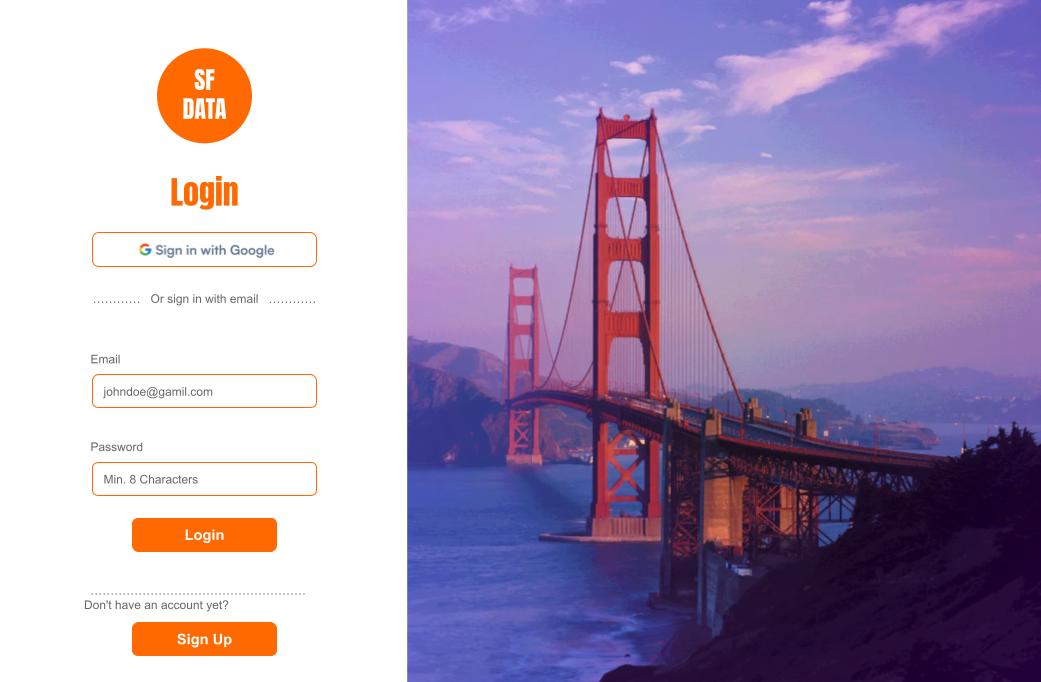 SF
DATA
Login
Sign in with Google
............ Or sign in with email ............
Email
johndoe@gamil.com
Password
Min. 8 Characters
Login
Don't have an account yet?
Sign Up